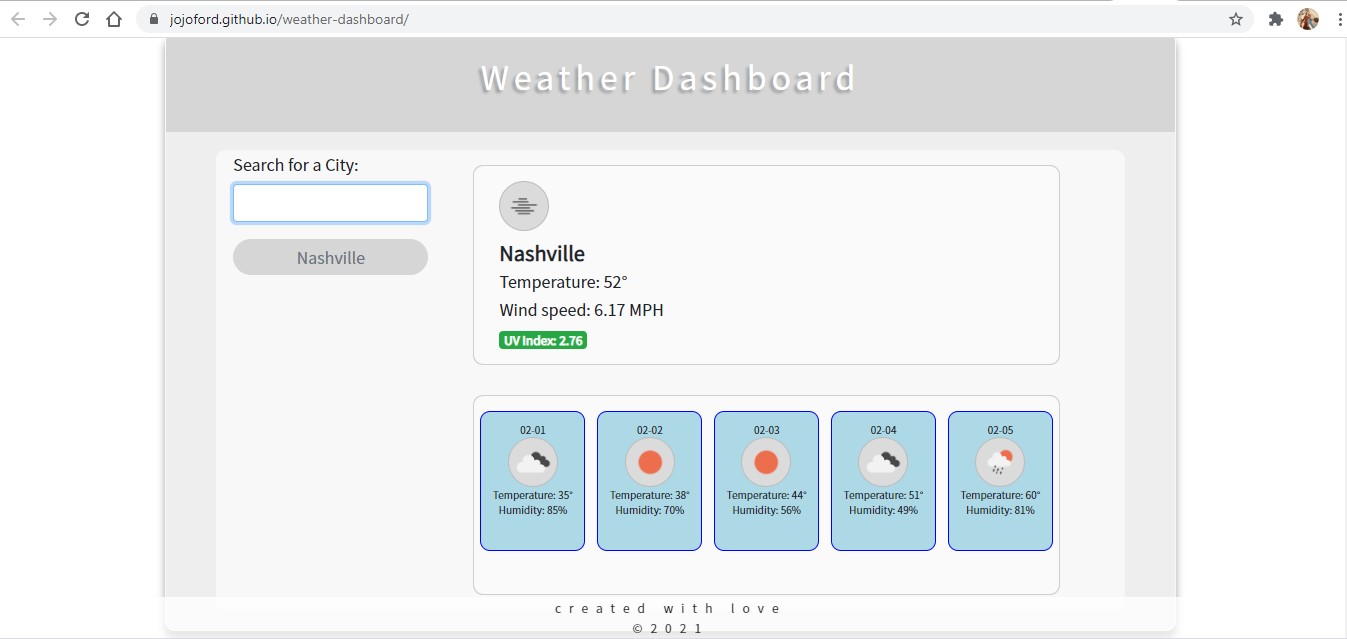 jojoford.github.io/weather-dashboard/
Weather Dashboard
Search for a City:
Nashville
Nashville
Temperature: 52°
Wind speed: 6.17 MPH
UV Index: 2.76
02-01
Temperature: 35°
Humidity: 85%
02-02
Temperature: 38°
Humidity: 70%
02-03
Temperature: 44°
Humidity: 56%
02-04
Temperature: 51°
Humidity: 49%
02-05
Temperature: 60°
Humidity: 81%
created with love
©2021